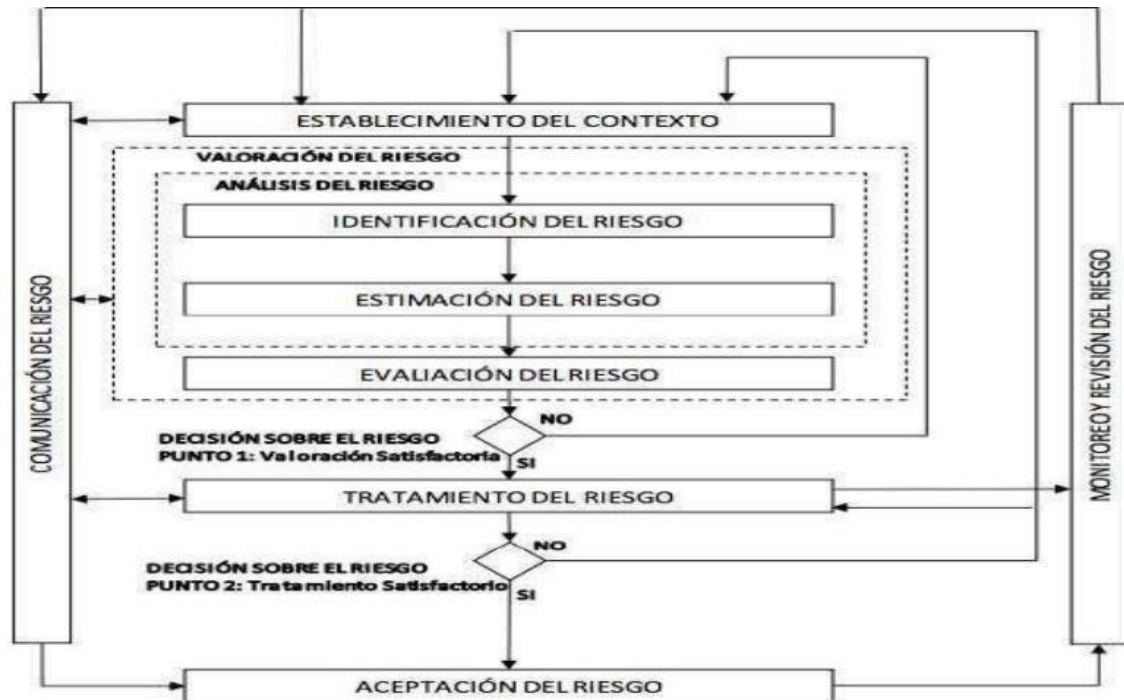 ESTABLECIMIENTO DEL CONTEXTO
VALORACIÓN DEL RIESGO
ANÁLISIS DEL RIESGO
IDENTIFICACIÓN DEL RIESGO
ESTIMACIÓN DEL RIESGO
EVALIACIÓN DEL RIESGO
NO
DECISIÓN SOBRE EL RIESGO
PUNTO 1: Valoración Satisfactoria
SI
TRATAMIENTO DEL RIESGO
NO
DECISIÓN SOBRE EL RIESGO
PUNTO 2: Tratamiento Satisfactorio
SI
ACEPTACIÓN DEL RIESGO
COMUNICACIÓN DEL RIESGO
MONITOREO Y REVISIÓN DEL RIESGO